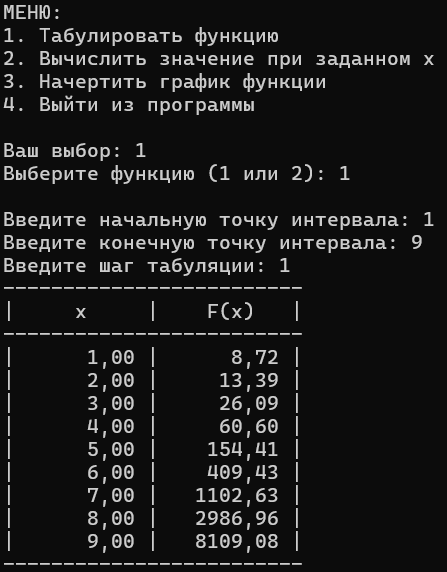 МЕНЮ:
1. Табулировать функцию
2. Вычислить значение при заданном x
3. Начертить график функции
4. Выйти из программы
Ваш выбор: 1
Выберите функцию (1 или 2): 1
Введите начальную точку интервала: 1
Введите конечную точку интервала: 9
Введите шаг табуляции: 1
-------------------------
|     x     |    F(x)   |
-------------------------
|      1,00 |      8,72 |
|      2,00 |     13,39 |
|      3,00 |     26,09 |
|      4,00 |     60,60 |
|      5,00 |    154,41 |
|      6,00 |    409,43 |
|      7,00 |   1102,63 |
|      8,00 |   2986,96 |
|      9,00 |   8109,08 |
-------------------------